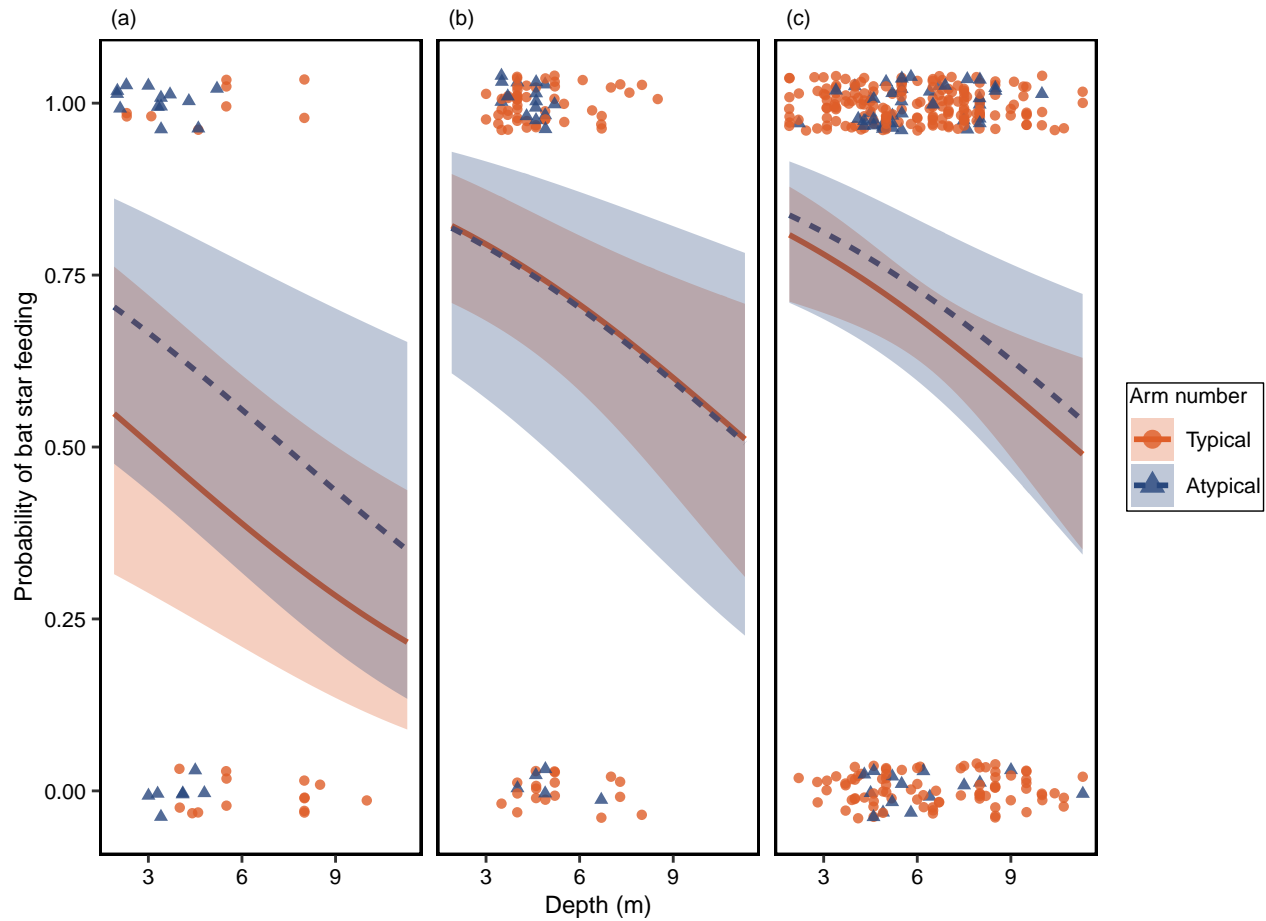 (a)
(b)
(c)
Probability of bat star feeding
1.00
0.75
0.50
0.25
0.00
3
6
9
3
6
9
3
6
9
Depth (m)
Arm number
Typical
Atypical